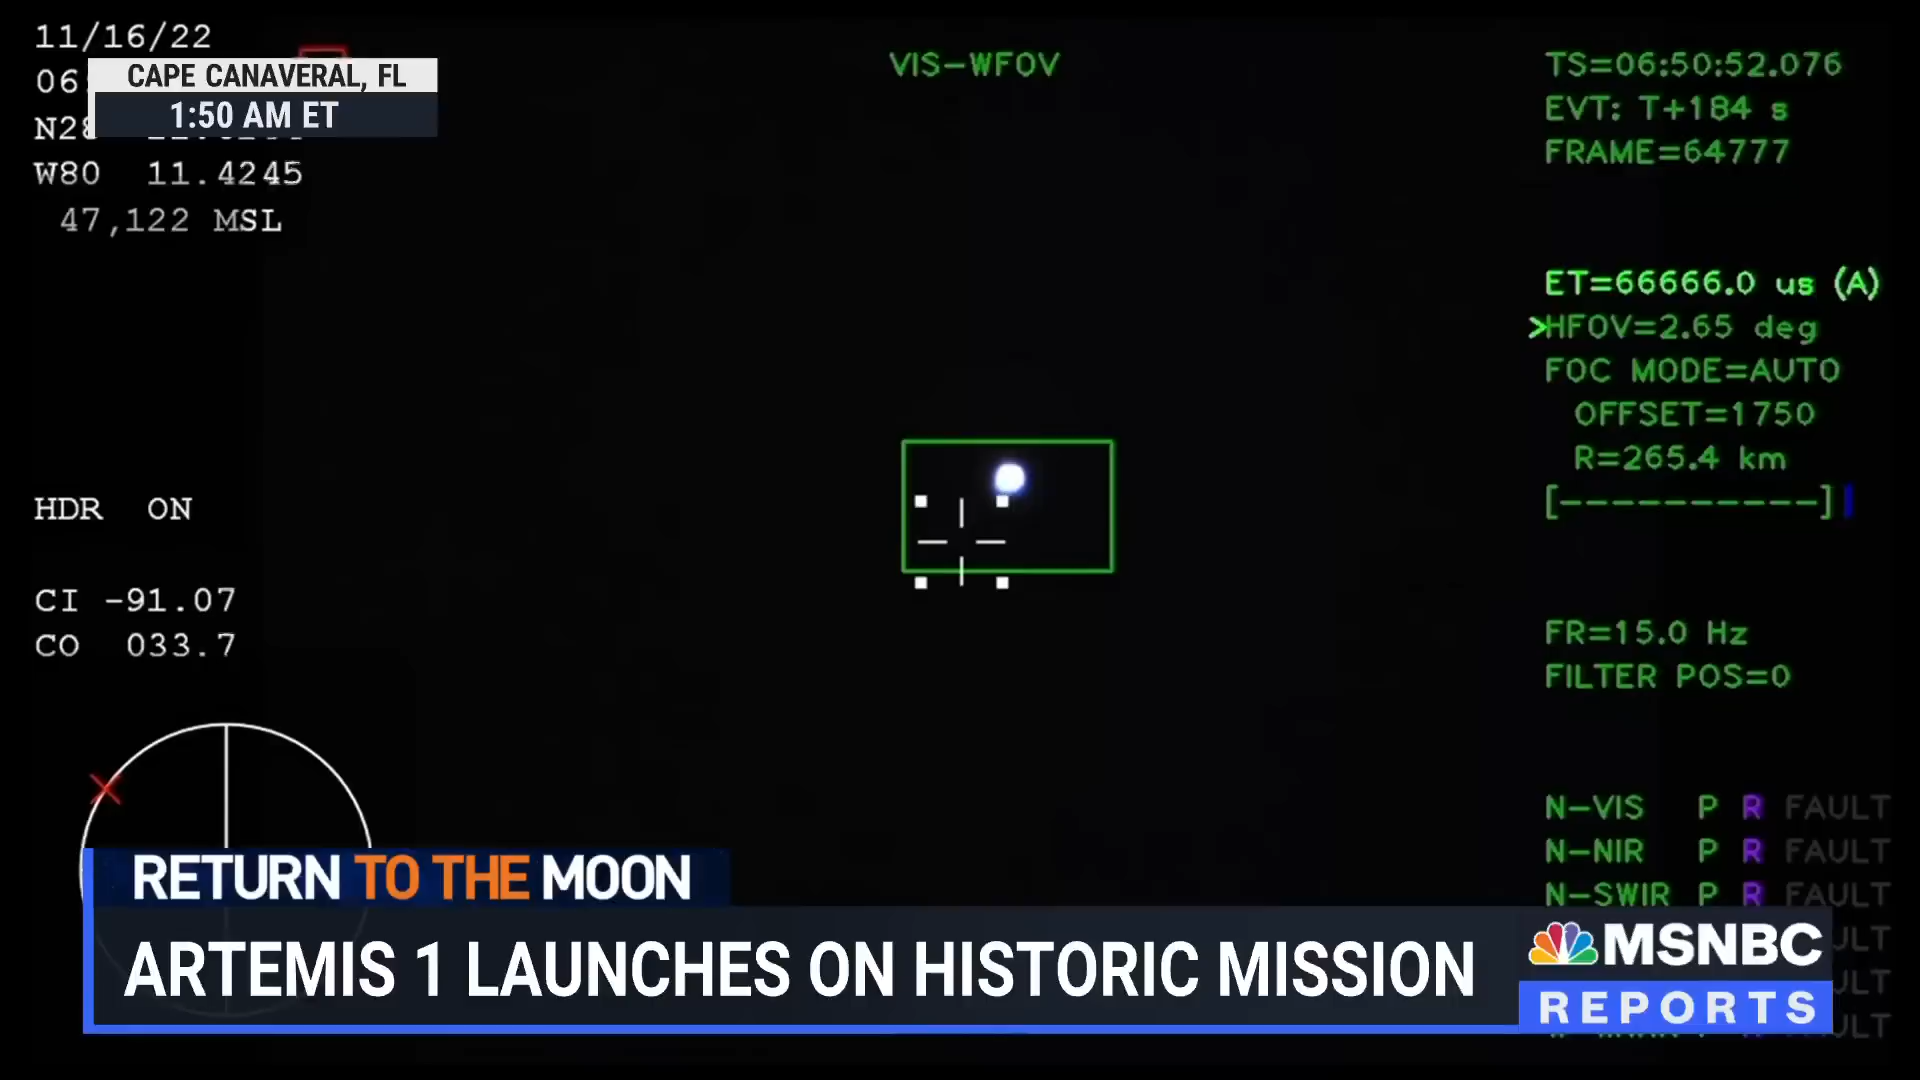 11/16/22
06
CAPE CANAVERAL, FL
1:50 AM ET
N28
W80 11.4245
47,122 MSL
HDR ON
CI -91.07
CO 033.7
VIS-WFOV
TS=06:50:52.076
EVT: T+184 s
FRAME=64777
ET=66666.0 us (A)
>HFOV=2.65 deg
FOC MODE=AUTO
OFFSET=1750
R=265.4 km
[----------]
FR=15.0 Hz
FILTER POS=0
N-VIS P R FAULT
N-NIR P R FAULT
N-SWIR P R FAULT
RETURN TO THE MOON
ARTEMIS 1 LAUNCHES ON HISTORIC MISSION
MSNBC
REPORTS